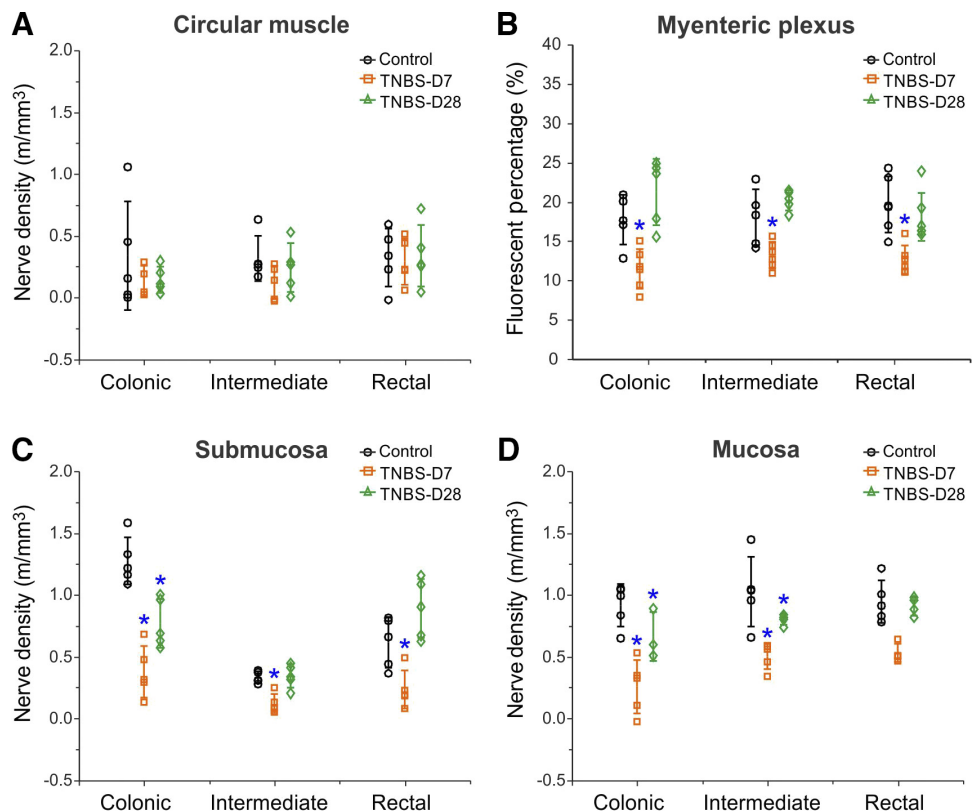 A Circular muscle
Nerve density (m/mm³)
2.0
1.5
1.0
0.5
0.0
-0.5
Control
TNBS-D7
TNBS-D28
Colonic Intermediate Rectal
B Myenteric plexus
Fluorescent percentage (%)
40
35
30
25
20
15
10
5
0
Control
TNBS-D7
TNBS-D28
* * *
Colonic Intermediate Rectal
C Submucosa
Nerve density (m/mm³)
2.0
1.5
1.0
0.5
0.0
-0.5
Control
TNBS-D7
TNBS-D28
* * * *
Colonic Intermediate Rectal
D Mucosa
Nerve density (m/mm³)
2.0
1.5
1.0
0.5
0.0
-0.5
Control
TNBS-D7
TNBS-D28
* * * *
Colonic Intermediate Rectal